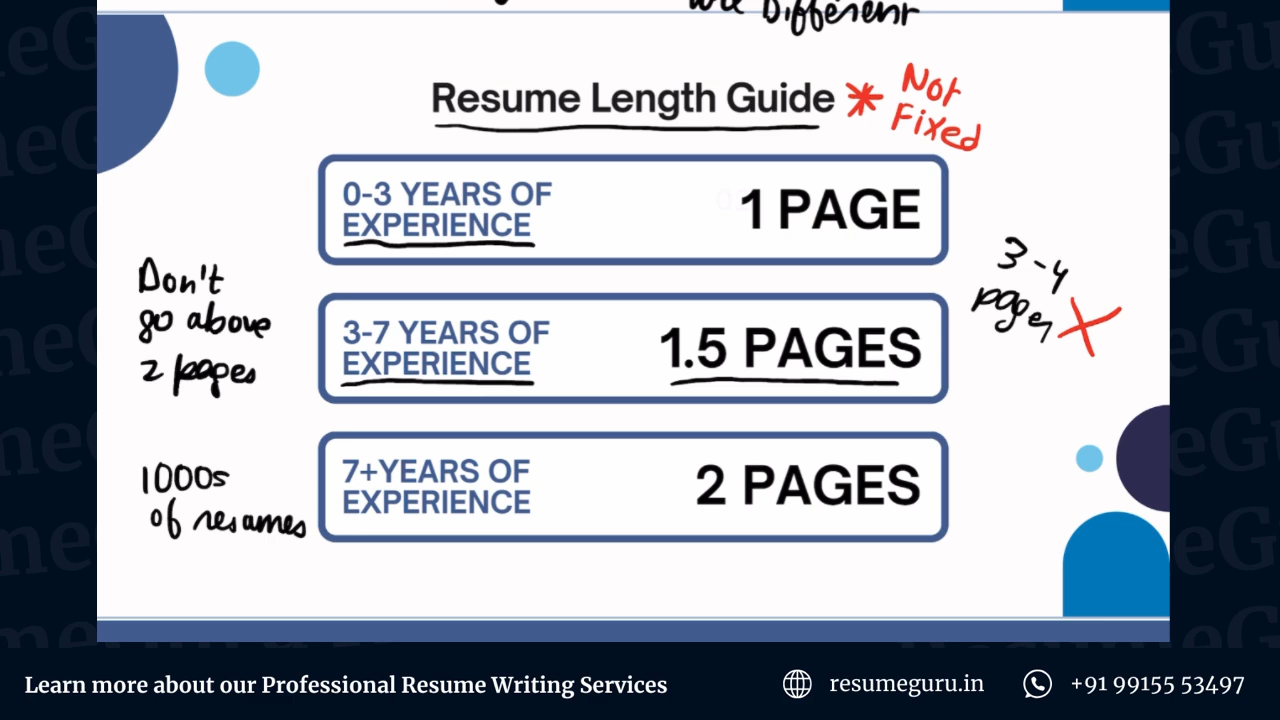 are Different
Resume Length Guide * Not
Fixed
0-3 YEARS OF
EXPERIENCE
1 PAGE
Don't
go above
2 pages
3-7 YEARS OF
EXPERIENCE
1.5 PAGES
3-4
pages
1000s
of resumes
7+YEARS OF
EXPERIENCE
2 PAGES
Learn more about our Professional Resume Writing Services
resumeguru.in
+91 99155 53497